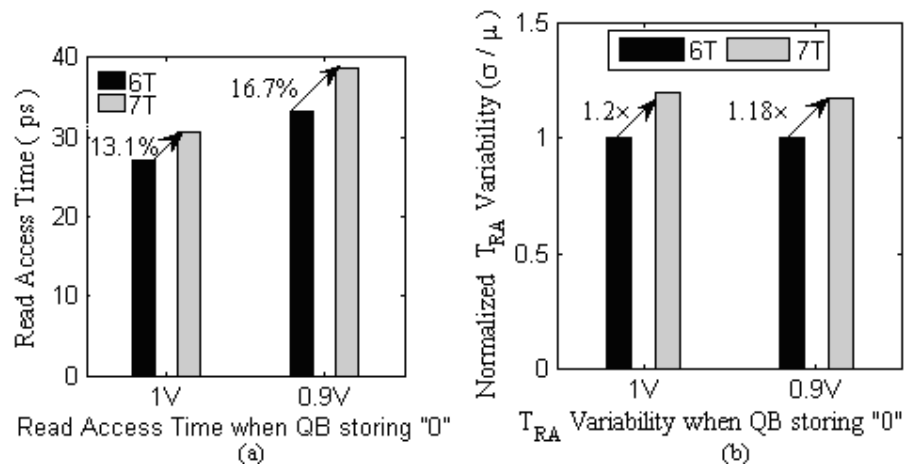 Read Access Time ( ps )
40
30
20
10
0
6T
7T
13.1%
16.7%
1V
0.9V
Read Access Time when QB storing "0"
(a)
Normalized T_RA Variability (σ / μ)
1.5
1
0.5
0
6T
7T
1.2×
1.18×
1V
0.9V
T_RA Variability when QB storing "0"
(b)